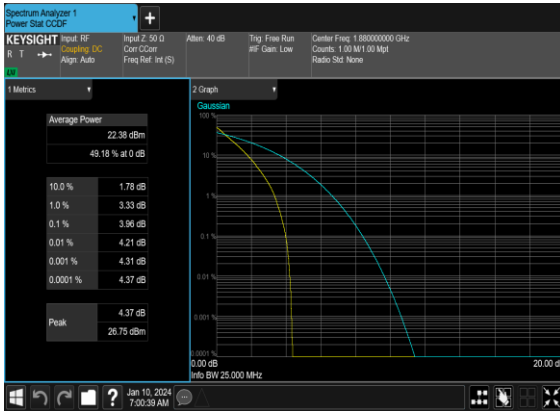 Spectrum Analyzer 1
Power Stat CCDF
+
KEYSIGHT
R T
LV
Input: RF
Coupling: DC
Align: Auto
Input Z: 50 Ω
Corr CCorr
Freq Ref: Int (S)
Atten: 40 dB
Trig: Free Run
#IF Gain: Low
Center Freq: 1.880000000 GHz
Counts: 1.00 M/1.00 Mpt
Radio Std: None
1 Metrics
Average Power
22.38 dBm
49.18 % at 0 dB
10.0 % 1.78 dB
1.0 % 3.33 dB
0.1 % 3.96 dB
0.01 % 4.21 dB
0.001 % 4.31 dB
0.0001 % 4.37 dB
Peak
4.37 dB
26.75 dBm
2 Graph
Gaussian
100 %
10 %
1 %
0.1 %
0.01 %
0.001 %
0.0001 %
0.00 dB
20.00 d
Info BW 25.000 MHz
?
Jan 10, 2024
7:00:39 AM